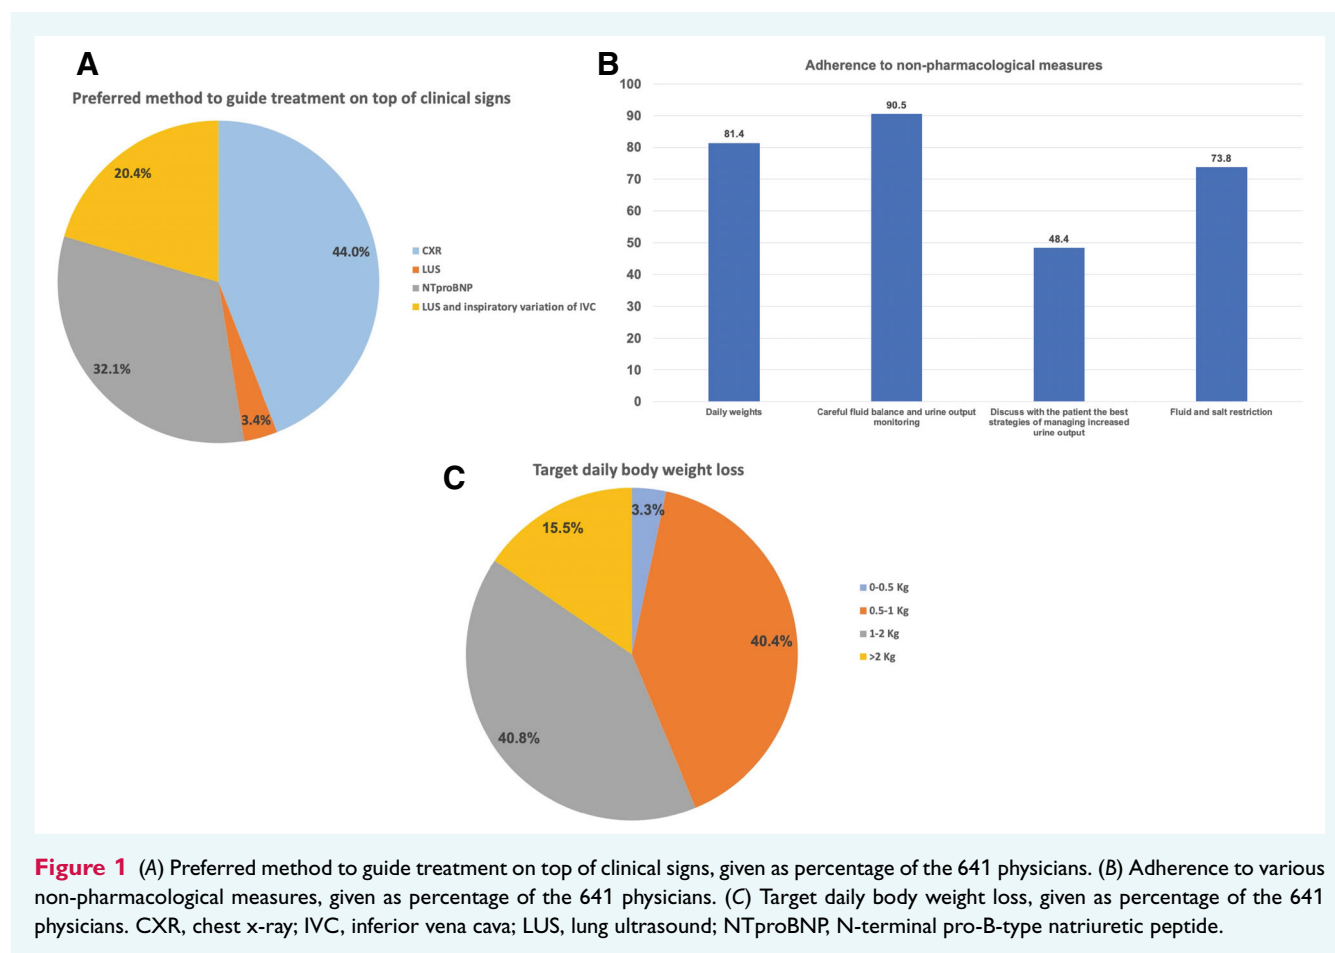 A
Preferred method to guide treatment on top of clinical signs
20.4%
44.0%
32.1%
3.4%
CXR
LUS
NTproBNP
LUS and inspiratory variation of IVC
B
Adherence to non-pharmacological measures
100
90
80
70
60
50
40
30
20
10
0
81.4
90.5
48.4
73.8
Daily weights
Careful fluid balance and urine output
monitoring
Discuss with the patient the best
strategies of managing increased
urine output
Fluid and salt restriction
C
Target daily body weight loss
3.3%
15.5%
40.4%
40.8%
0-0.5 Kg
0.5-1 Kg
1-2 Kg
>2 Kg
Figure 1 (A) Preferred method to guide treatment on top of clinical signs, given as percentage of the 641 physicians. (B) Adherence to various
non-pharmacological measures, given as percentage of the 641 physicians. (C) Target daily body weight loss, given as percentage of the 641
physicians. CXR, chest x-ray; IVC, inferior vena cava; LUS, lung ultrasound; NTproBNP, N-terminal pro-B-type natriuretic peptide.